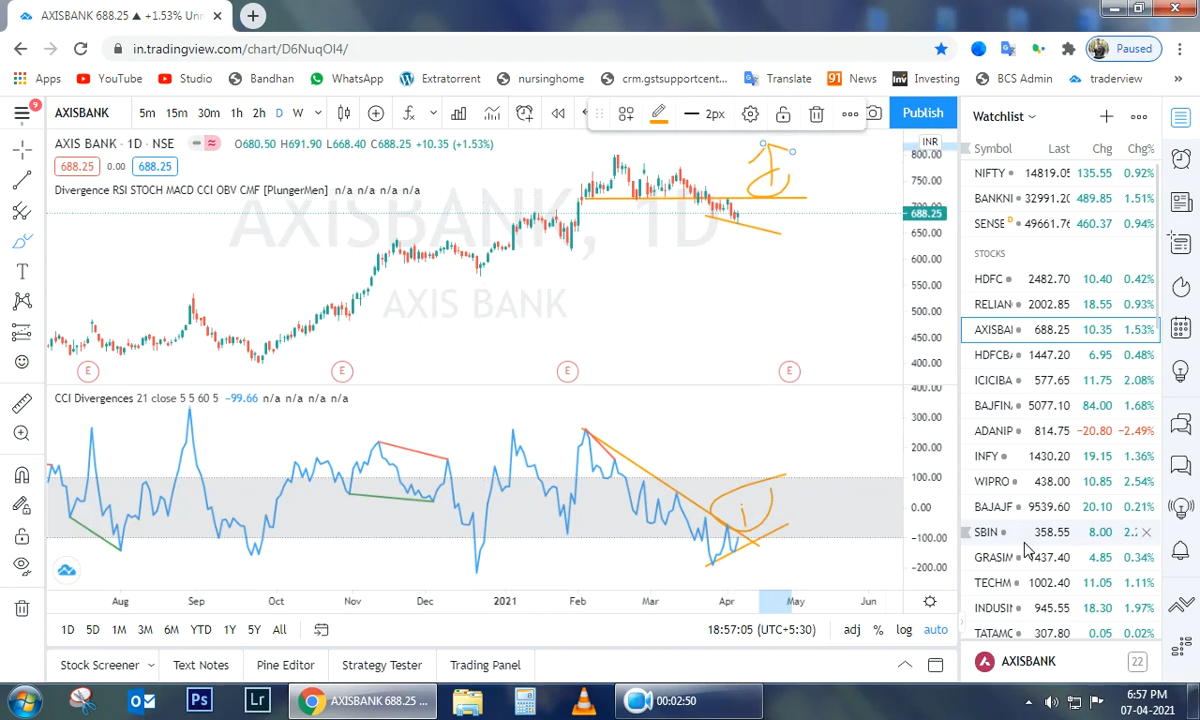 AXISBANK 688.25 ▲ +1.53% Unn
in.tradingview.com/chart/D6NuqOI4/
Paused
Apps YouTube Studio Bandhan WhatsApp Extratorrent nursinghome crm.gstsupportcent... Translate News Investing BCS Admin traderview »
9 AXISBANK 5m 15m 30m 1h 2h D W 2px Publish
Watchlist
AXIS BANK · 1D · NSE O680.50 H691.90 L668.40 C688.25 +10.35 (+1.53%)
INR
Symbol Last Chg Chg%
688.25 0.00 688.25
Divergence RSI STOCH MACD CCI OBV CMF [PlungerMen] n/a n/a n/a n/a
AXISBANK, 1D
AXIS BANK
800.00
750.00
700.00
688.25
650.00
600.00
550.00
500.00
450.00
400.00
E E E E
NIFTY 14819.05 135.55 0.92%
BANKNI 32991.20 489.85 1.51%
SENSE D 49661.76 460.37 0.94%
STOCKS
HDFC 2482.70 10.40 0.42%
RELIAN 2002.85 18.55 0.93%
AXISBAI 688.25 10.35 1.53%
HDFCB 1447.20 6.95 0.48%
ICICIBA 577.65 11.75 2.08%
BAJFIN 5077.10 84.00 1.68%
ADANIP 814.75 -20.80 -2.49%
INFY 1430.20 19.15 1.36%
WIPRO 438.00 10.85 2.54%
BAJAJF 9539.60 20.10 0.21%
SBIN 358.55 8.00
GRASIM 437.40 4.85 0.34%
TECHM 1002.40 11.05 1.11%
INDUSI 945.55 18.30 1.97%
TATAMC 307.80 0.05 0.02%
CCI Divergences 21 close 5 5 60 5 −99.66 n/a n/a n/a n/a
400.00
300.00
200.00
100.00
0.00
-100.00
-200.00
Aug Sep Oct Nov Dec 2021 Feb Mar Apr May Jun
1D 5D 1M 3M 6M YTD 1Y 5Y All 18:57:05 (UTC+5:30) adj % log auto
Stock Screener Text Notes Pine Editor Strategy Tester Trading Panel
AXISBANK 22
Ps Lr AXISBANK 688.25 ... 00:02:50
6:57 PM
07-04-2021